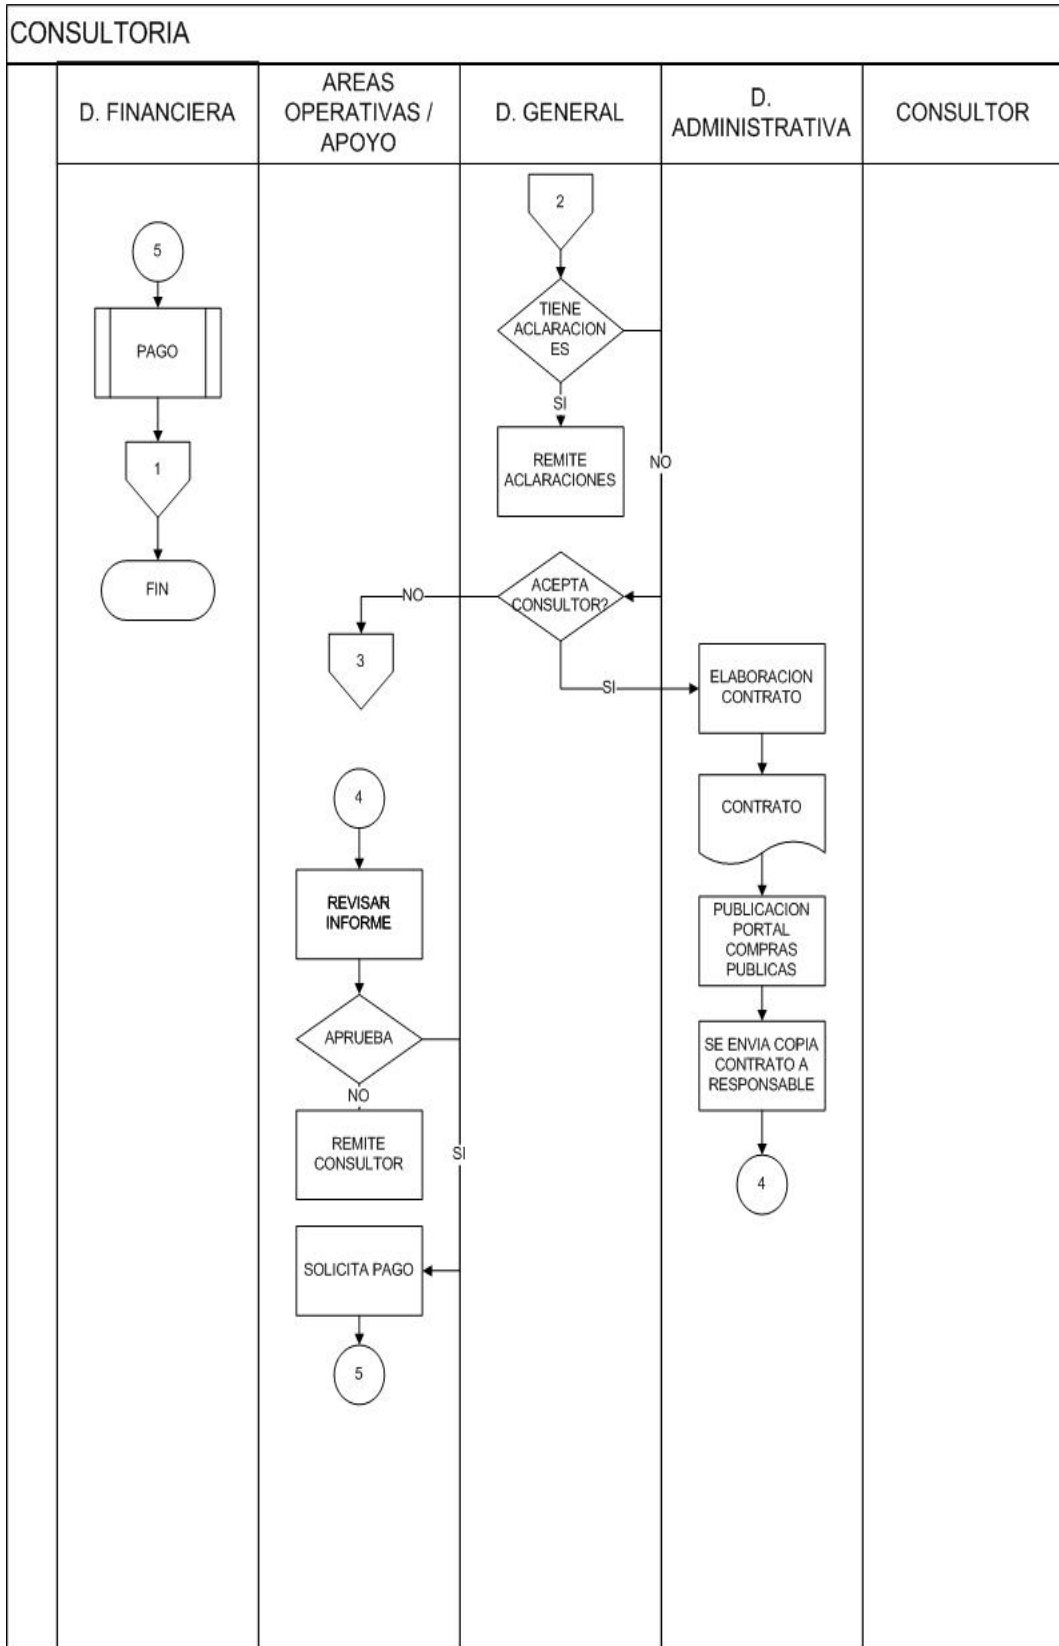 CONSULTORIA
D. FINANCIERA
AREAS
OPERATIVAS /
APOYO
D. GENERAL
D.
ADMINISTRATIVA
CONSULTOR
5
PAGO
1
FIN
2
TIENE
ACLARACION
ES
SI
REMITE
ACLARACIONES
NO
ACEPTA
CONSULTOR?
NO
3
SI
ELABORACION
CONTRATO
CONTRATO
PUBLICACION
PORTAL
COMPRAS
PUBLICAS
SE ENVIA COPIA
CONTRATO A
RESPONSABLE
4
4
REVISAR
INFORME
APRUEBA
NO
REMITE
CONSULTOR
SI
SOLICITA PAGO
5